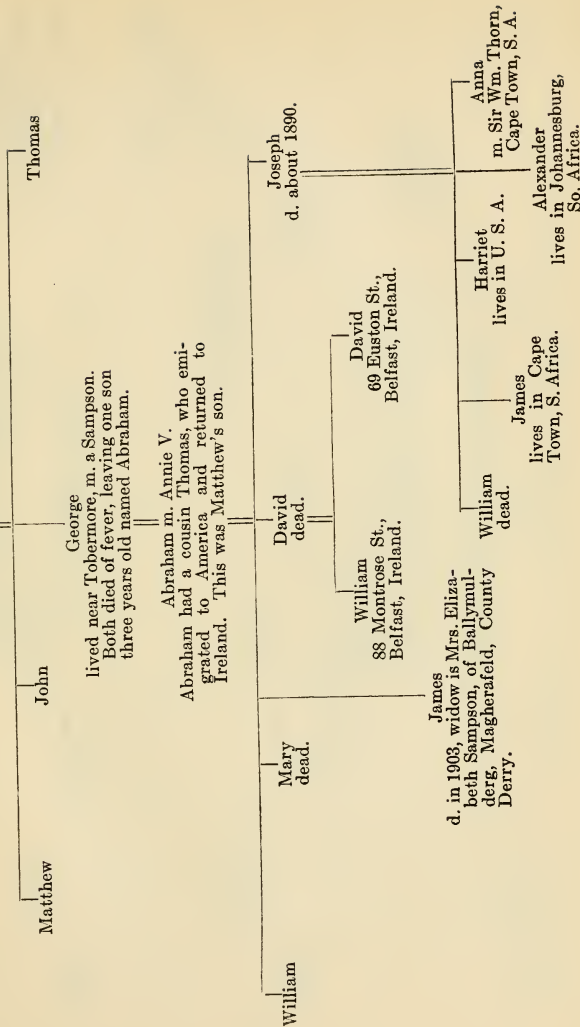 Matthew
John
Thomas
George
lived near Tobermore, m. a Sampson.
Both died of fever, leaving one son
three years old named Abraham.
Abraham m. Annie V.
Abraham had a cousin Thomas, who emi-
grated to America and returned to
Ireland. This was Matthew's son.
William
Mary
dead.
David
dead.
Joseph
d. about 1890.
James
d. in 1903, widow is Mrs. Eliza-
beth Sampson, of Ballymul-
derg, Magherafeld, County
Derry.
William
88 Montrose St.,
Belfast, Ireland.
David
69 Euston St.,
Belfast, Ireland.
William
dead.
James
lives in Cape
Town, S. Africa.
Harriet
lives in U. S. A.
Alexander
lives in Johannesburg,
So. Africa.
Anna
m. Sir Wm. Thorn,
Cape Town, S. A.